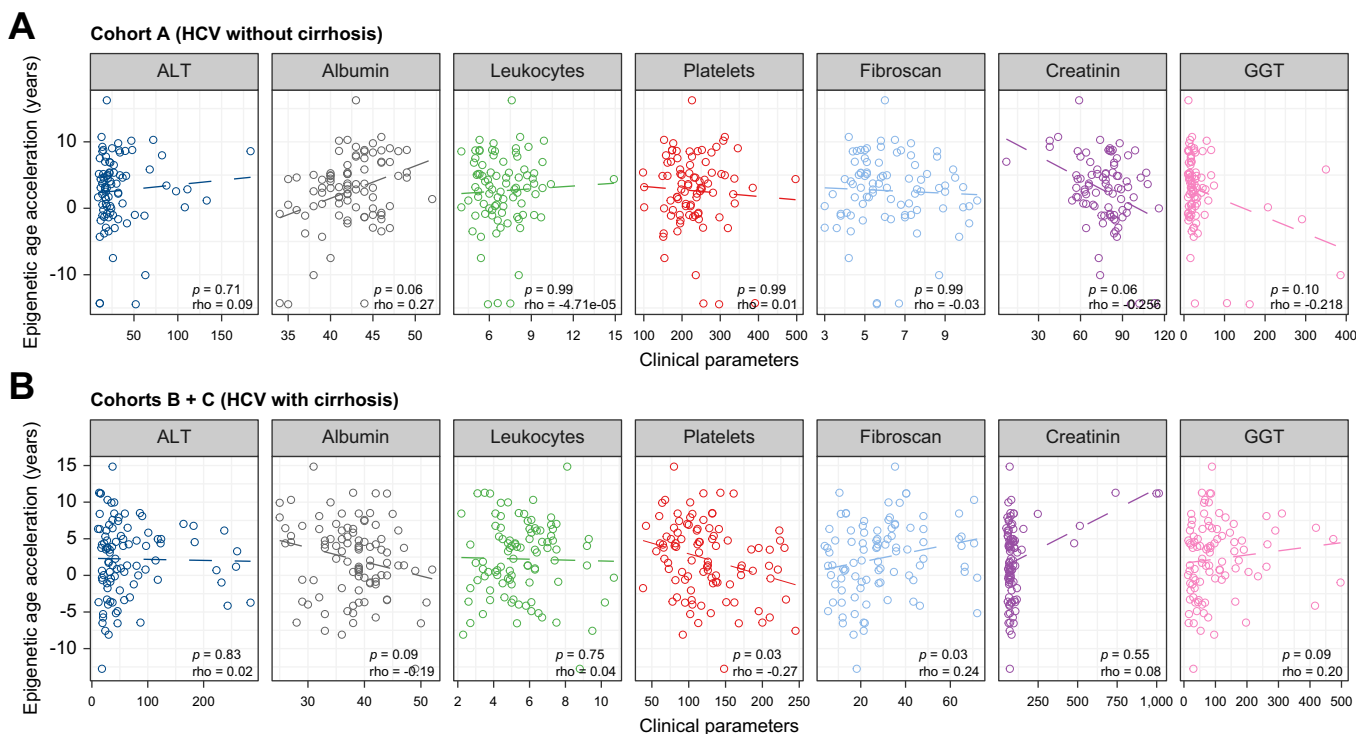 A
Cohort A (HCV without cirrhosis)
ALT Albumin Leukocytes Platelets Fibroscan Creatinin GGT
Epigenetic age acceleration (years)
10
0
-10
p = 0.71
rho = 0.09
p = 0.06
rho = 0.27
p = 0.99
rho = -4.71e-05
p = 0.99
rho = 0.01
p = 0.99
rho = -0.03
p = 0.06
rho = -0.256
p = 0.10
rho = -0.218
50 100 150
35 40 45 50
6 9 12 15
100 200 300 400 500
3 5 7 9
30 60 90 120
0 100 200 300 400
Clinical parameters
B
Cohorts B + C (HCV with cirrhosis)
ALT Albumin Leukocytes Platelets Fibroscan Creatinin GGT
Epigenetic age acceleration (years)
15
10
5
0
-5
-10
p = 0.83
rho = 0.02
p = 0.09
rho = -0.19
p = 0.75
rho = 0.04
p = 0.03
rho = -0.27
p = 0.03
rho = 0.24
p = 0.55
rho = 0.08
p = 0.09
rho = 0.20
0 100 200
30 40 50
2 4 6 8 10
50 100 150 200 245
20 40 60
250 500 750 1,000
0 100 200 300 400 500
Clinical parameters